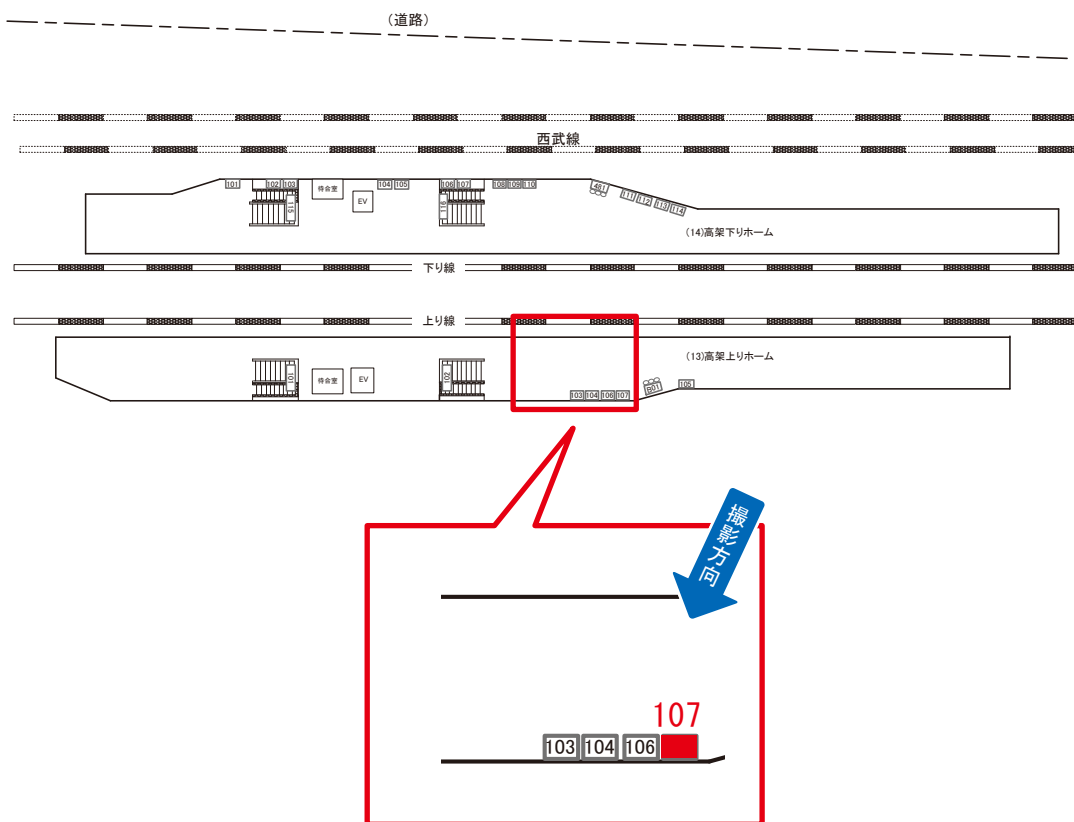 (道路)
西武線
101 102 103 待合室 104 105 106 107 108 109 110 481 111 112 113 114
115 EV 116
(14)高架下りホーム
下り線
上り線
(13)高架上りホーム
101 待合室 EV 102
103 104 106 107 B01 105
撮影方向
107
103 104 106